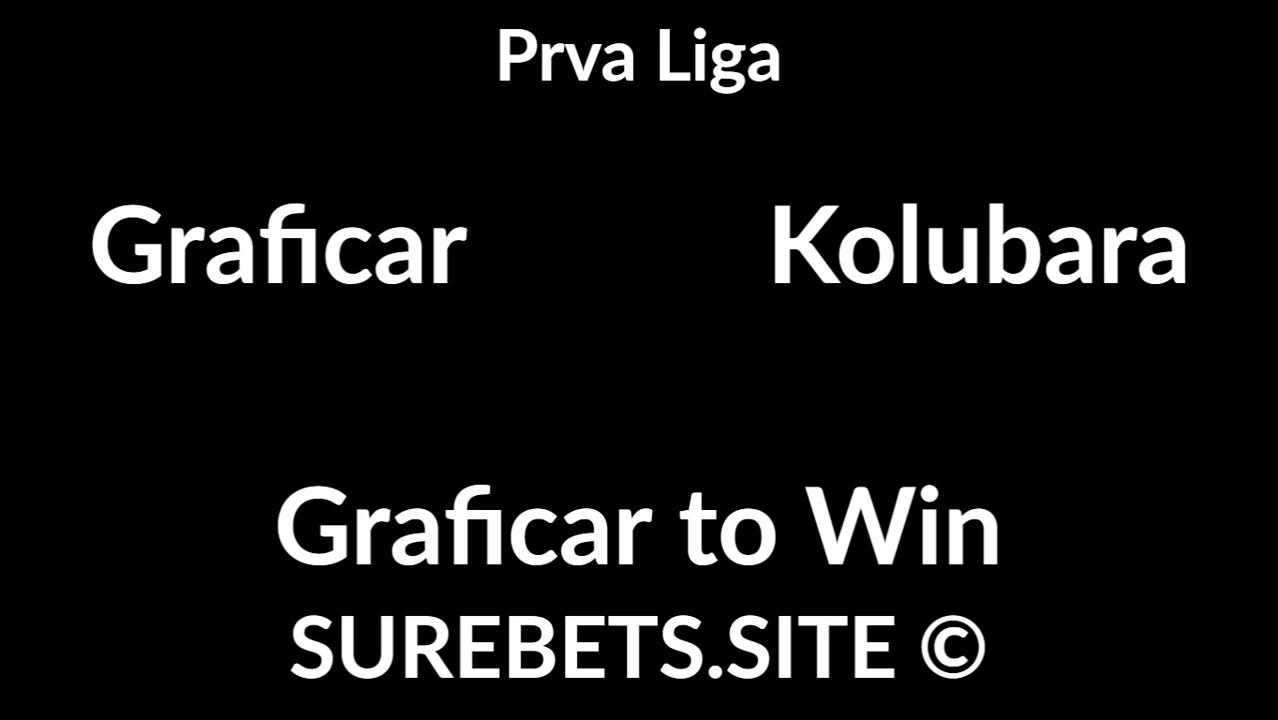 Prva Liga
Graficar Kolubara
Graficar to Win
SUREBETS.SITE ©